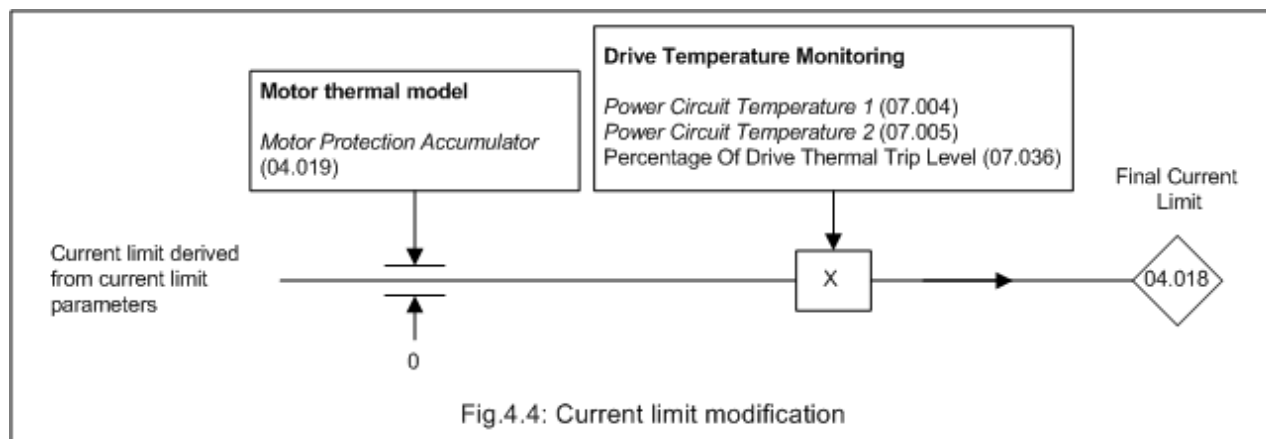 Motor thermal model
Motor Protection Accumulator
(04.019)
Drive Temperature Monitoring
Power Circuit Temperature 1 (07.004)
Power Circuit Temperature 2 (07.005)
Percentage Of Drive Thermal Trip Level (07.036)
Final Current
Limit
Current limit derived
from current limit
parameters
X
04.018
0
Fig.4.4: Current limit modification